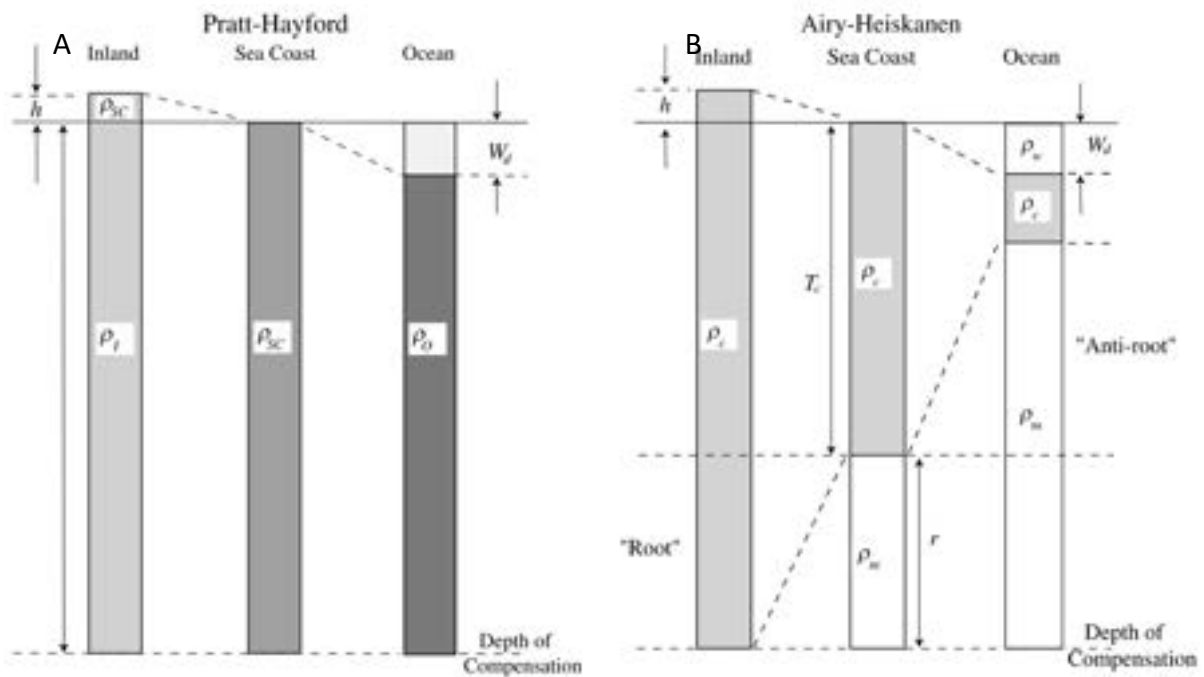 A
Pratt-Hayford
Inland
Sea Coast
Ocean
h
ρSC
Wd
ρI
ρSC
ρO
Depth of
Compensation
B
Airy-Heiskanen
Inland
Sea Coast
Ocean
h
ρw
Wd
ρc
Tc
ρc
ρc
"Anti-root"
ρm
"Root"
ρm
r
Depth of
Compensation